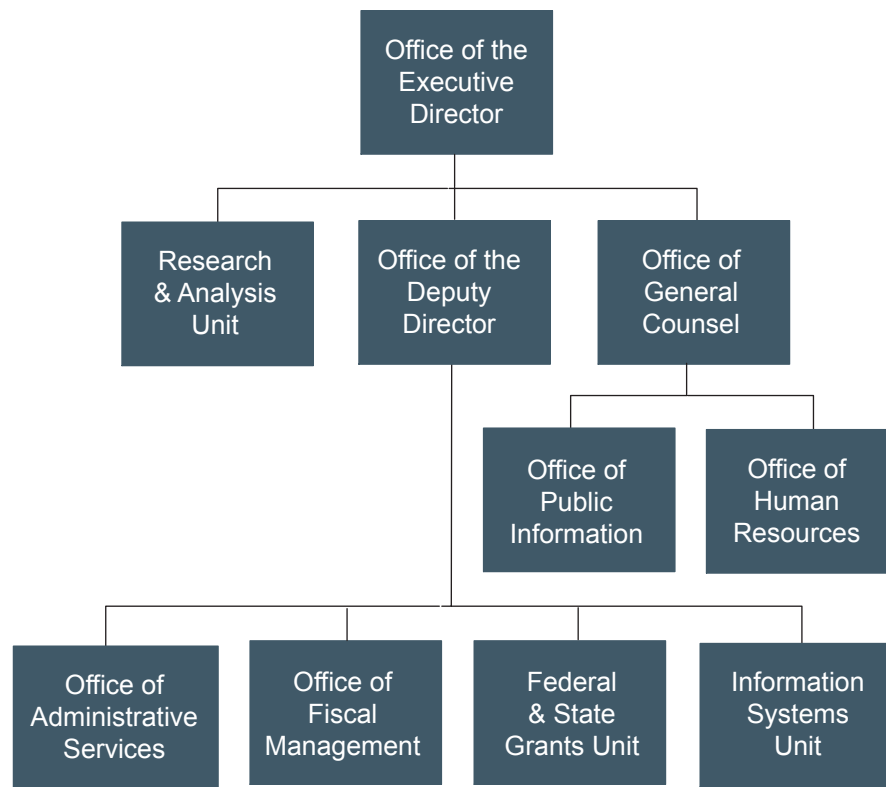 Office of the
Executive
Director
Research
& Analysis
Unit
Office of the
Deputy
Director
Office of
General
Counsel
Office of
Public
Information
Office of
Human
Resources
Office of
Administrative
Services
Office of
Fiscal
Management
Federal
& State
Grants Unit
Information
Systems
Unit